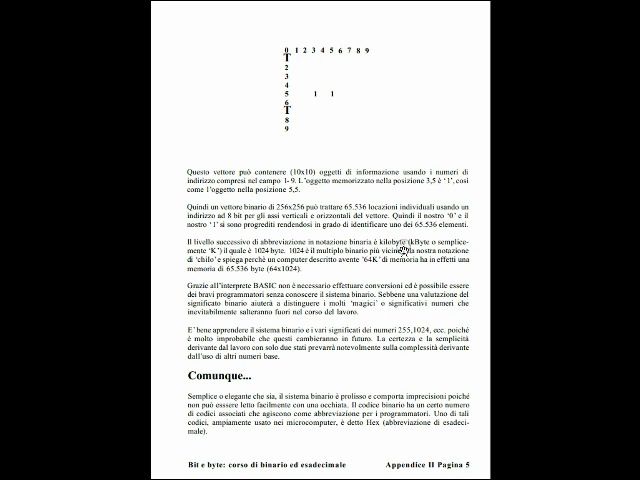 0 1 2 3 4 5 6 7 8 9
T
2
3
4
5 1 1
6
T
8
9
Questo vettore può contenere (10x10) oggetti di informazione usando i numeri di
indirizzo compresi nel campo 1- 9. L'oggetto memorizzato nella posizione 3,5 è '1', così
come l'oggetto nella posizione 5,5.
Quindi un vettore binario di 256x256 può trattare 65.536 locazioni individuali usando un
indirizzo ad 8 bit per gli assi verticali e orizzontali del vettore. Quindi il nostro '0' e il
nostro '1' si sono progrediti rendendosi in grado di identificare uno dei 65.536 elementi.
Il livello successivo di abbreviazione in notazione binaria è kilobyte (kByte o semplice-
mente 'K') il quale è 1024 byte. 1024 è il multiplo binario più vicino la nostra notazione
di 'chilo' e spiega perchè un computer descritto avente '64K' di memoria ha in effetti una
memoria di 65.536 byte (64x1024).
Grazie all'interprete BASIC non è necessario effettuare conversioni ed è possibile essere
dei bravi programmatori senza conoscere il sistema binario. Sebbene una valutazione del
significato binario aiuterà a distinguere i molti 'magici' o significativi numeri che
inevitabilmente salteranno fuori nel corso del lavoro.
E' bene apprendere il sistema binario e i vari significati dei numeri 255,1024, ecc. poiché
è molto improbabile che questi cambieranno in futuro. La certezza e la semplicità
derivante dal lavoro con solo due stati prevarrà notevolmente sulla complessità derivante
dall'uso di altri numeri base.
Comunque...
Semplice o elegante che sia, il sistema binario è prolisso e comporta imprecisioni poiché
non può esssere letto facilmente con una occhiata. Il codice binario ha un certo numero
di codici associati che agiscono come abbreviazione per i programmatori. Uno di tali
codici, ampiamente usato nei microcomputer, è detto Hex (abbreviazione di esadeci-
male).
Bit e byte: corso di binario ed esadecimale Appendice II Pagina 5